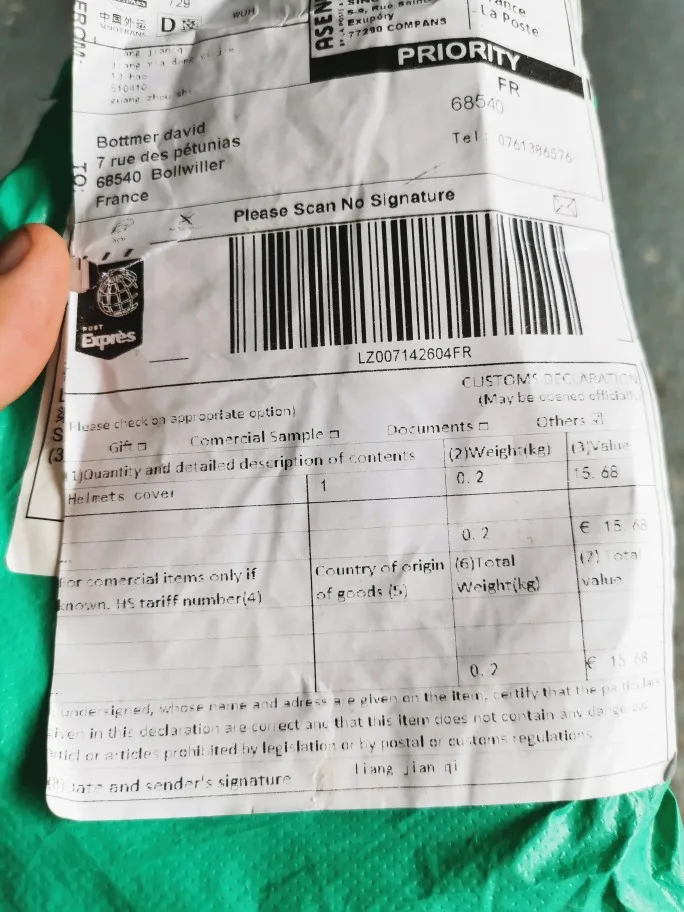 729
中国外运
SINOTRANS
D
WUH
ASEN
Exupéry
77290 COMPANS
France
La Poste
FROM:
PRIORITY
510410
FR
68540
Tel: 0761386576
TO:
Bottmer david
7 rue des pétunias
68540 Bollwiller
France
Please Scan No Signature
POST
Exprès
LZ007142604FR
CUSTOMS DECLARATION
(May be opened officially
Please check on appropriate option)
Gift Comercial Sample Documents Others
(1)Quantity and detailed description of contents (2)Weight(kg) (3)Value
Helmets cover 1 0.2 15.68
0.2 € 15.68
For comercial items only if
known. HS tariff number(4)
Country of origin
of goods (5)
(6)Total
Weight(kg)
(7) Total
value
0.2 € 15.68
undersigned, whose name and adress are given on the item, certify that the particulars
given in this declaration are correct and that this item does not contain any
or articles prohibited by legislation or by postal or customs regulations
(8)Date and sender's signature liang jian qi